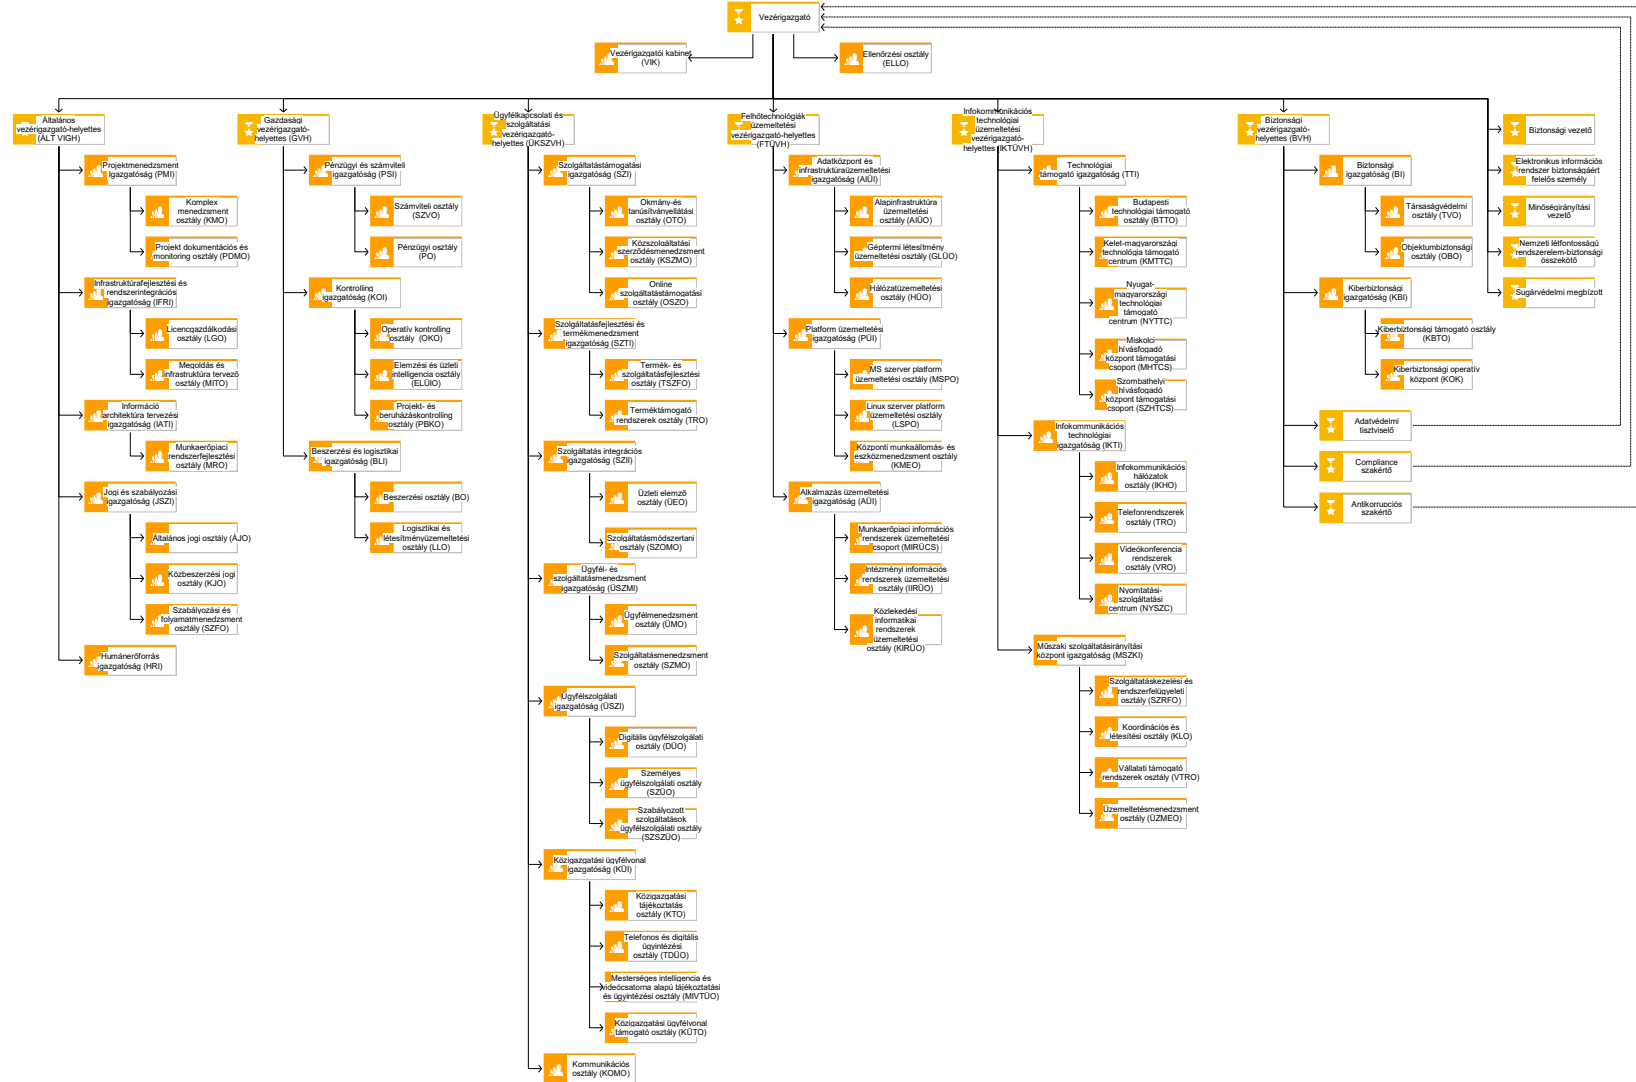 Vezérigazgató
Vezérigazgatói kabinet
(VIK)
Ellenőrzési osztály
(ELLO)
Általános
vezérigazgató-helyettes
(ÁLT VIGH)
Projektmenedzsment
Igazgatóság (PMI)
Komplex
menedzsment
osztály (KMO)
Projekt dokumentációs és
monitoring osztály (PDMO)
Infrastruktúrafejlesztési és
rendszerintegrációs
igazgatóság (IFRI)
Licencgazdálkodási
osztály (LGO)
Megoldás és
infrastruktúra tervező
osztály (MITO)
Információ
architektúra tervezési
igazgatóság (IATI)
Munkaerőpiaci
rendszerfejlesztési
osztály (MRO)
Jogi és szabályozási
igazgatóság (JSZI)
Általános jogi osztály (ÁJO)
Közbeszerzési jogi
osztály (KJO)
Szabályozási és
folyamatmenedzsment
osztály (SZFO)
Humánerőforrás
igazgatóság (HRI)
Gazdasági
vezérigazgató-
helyettes (GVH)
Pénzügyi és számviteli
igazgatóság (PSI)
Számviteli osztály
(SZVO)
Pénzügyi osztály
(PO)
Kontrolling
igazgatóság (KOI)
Operatív kontrolling
osztály  (OKO)
Elemzési és üzleti
intelligencia osztály
(ELÜIO)
Projekt- és
beruházáskontrolling
osztály (PBKO)
Beszerzési és logisztikai
igazgatóság (BLI)
Beszerzési osztály (BO)
Logisztikai és
létesítményüzemeltetési
osztály (LLO)
Ügyfélkapcsolati és
szolgáltatási
vezérigazgató-
helyettes (ÜKSZVH)
Szolgáltatástámogatási
igazgatóság (SZI)
Okmány-és
tanúsítványellátási
osztály (OTO)
Közszolgáltatási
szerződésmenedzsment
osztály (KSZMO)
Online
szolgáltatástámogatási
osztály (OSZO)
Szolgáltatásfejlesztési és
termékmenedzsment
igazgatóság (SZTI)
Termék- és
szolgáltatásfejlesztési
osztály (TSZFO)
Terméktámogató
rendszerek osztály (TRO)
Szolgáltatás integrációs
igazgatóság (SZII)
Üzleti elemző
osztály (ÜEO)
Szolgáltatásmódszertani
osztály (SZOMO)
Ügyfél- és
szolgáltatásmenedzsment
igazgatóság (ÜSZMI)
Ügyfélmenedzsment
osztály (ÜMO)
Szolgáltatásmenedzsment
osztály (SZMO)
Ügyfélszolgálati
igazgatóság (ÜSZI)
Digitális ügyfélszolgálati
osztály (DÜO)
Személyes
ügyfélszolgálati osztály
(SZÜO)
Szabályozott
szolgáltatások
ügyfélszolgálati osztály
(SZSZÜO)
Közigazgatási ügyfélvonal
igazgatóság (KÜI)
Közigazgatási
tájékoztatás
osztály (KTO)
Telefonos és digitális
ügyintézési
osztály (TDÜO)
Mesterséges intelligencia és
videócsatorna alapú tájékoztatási
és ügyintézési osztály (MIVTÜO)
Közigazgatási ügyfélvonal
támogató osztály (KÜTO)
Kommunikációs
osztály (KOMO)
Felhőtechnológiák
üzemeltetési
vezérigazgató-helyettes
(FTÜVH)
Adatközpont és
infrastruktúraüzemeltetési
igazgatóság (AIÜI)
Alapinfrastruktúra
üzemeltetési
osztály (AIÜO)
Géptermi létesítmény
üzemeltetési osztály (GLÜO)
Hálózatüzemeltetési
osztály (HÜO)
Platform üzemeltetési
igazgatóság (PÜI)
MS szerver platform
üzemeltetési osztály (MSPO)
Linux szerver platform
üzemeltetési osztály
(LSPO)
Központi munkaállomás- és
eszközmenedzsment osztály
(KMEO)
Alkalmazás üzemeltetési
igazgatóság (AÜI)
Munkaerőpiaci információs
rendszerek üzemeltetési
csoport (MIRÜCS)
Intézményi információs
rendszerek üzemeltetési
osztály (IIRÜO)
Közlekedési
informatikai
rendszerek
üzemeltetési
osztály (KIRÜO)
Infokommunikációs
technológiai
üzemeltetési
vezérigazgató-
helyettes (IKTÜVH)
Technológiai
támogató igazgatóság (TTI)
Budapesti
technológiai támogató
osztály (BTTO)
Kelet-magyarországi
technológia támogató
centrum (KMTTC)
Nyugat-
magyarországi
technológiai
támogató
centrum (NYTTC)
Miskolci
hívásfogadó
központ támogatási
csoport (MHTCS)
Szombathelyi
hívásfogadó
központ támogatási
csoport (SZHTCS)
Infokommunikációs
technológiai
igazgatóság (IKTI)
Infokommunikációs
hálózatok
osztály (IKHO)
Telefonrendszerek
osztály (TRO)
Videókonferencia
rendszerek
osztály (VRO)
Nyomtatási-
szolgáltatási
centrum (NYSZC)
Műszaki szolgáltatásirányítási
központ igazgatóság (MSZKI)
Szolgáltatáskezelési és
rendszerfelügyeleti
osztály (SZRFO)
Koordinációs és
létesítési osztály (KLO)
Vállalati támogató
rendszerek osztály (VTRO)
Üzemeltetésmenedzsment
osztály (ÜZMEO)
Biztonsági
vezérigazgató-
helyettes (BVH)
Biztonsági
igazgatóság (BI)
Társaságvédelmi
osztály (TVO)
Objektumbiztonsági
osztály (OBO)
Kiberbiztonsági
igazgatóság (KBI)
Kiberbiztonsági támogató osztály
(KBTO)
Kiberbiztonsági operatív
központ (KOK)
Adatvédelmi
tisztviselő
Compliance
szakértő
Antikorrupciós
szakértő
Biztonsági vezető
Elektronikus információs
rendszer biztonságáért
felelős személy
Minőségirányítási
vezető
Nemzeti létfontosságú
rendszerelem-biztonsági
összekötő
Sugárvédelmi megbízott